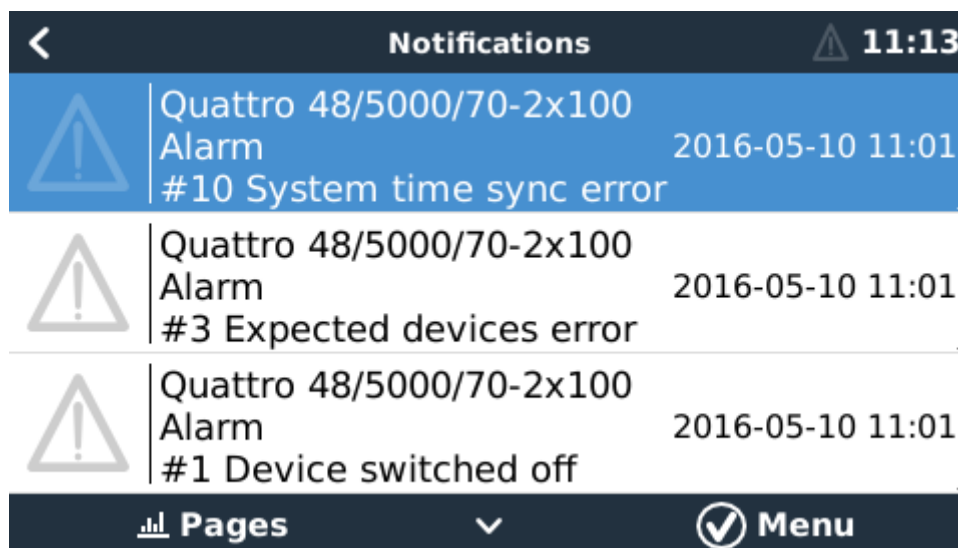 Notifications
11:13
Quattro 48/5000/70-2x100
Alarm
2016-05-10 11:01
#10 System time sync error
Quattro 48/5000/70-2x100
Alarm
2016-05-10 11:01
#3 Expected devices error
Quattro 48/5000/70-2x100
Alarm
2016-05-10 11:01
#1 Device switched off
Pages
Menu